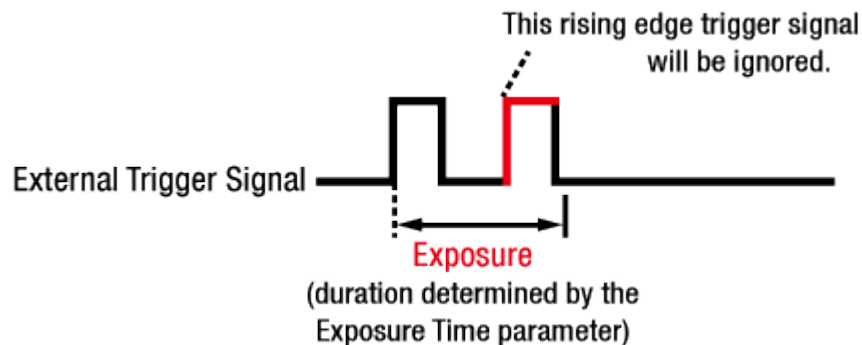 This rising edge trigger signal
will be ignored.
External Trigger Signal
Exposure
(duration determined by the
Exposure Time parameter)